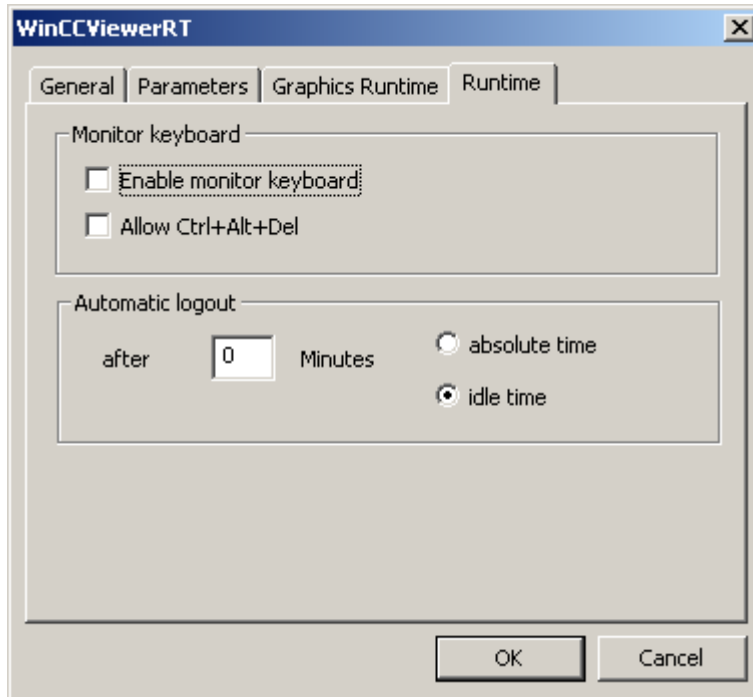 WinCCViewerRT
General Parameters Graphics Runtime Runtime
Monitor keyboard
Enable monitor keyboard
Allow Ctrl+Alt+Del
Automatic logout
after 0 Minutes
absolute time
idle time
OK Cancel